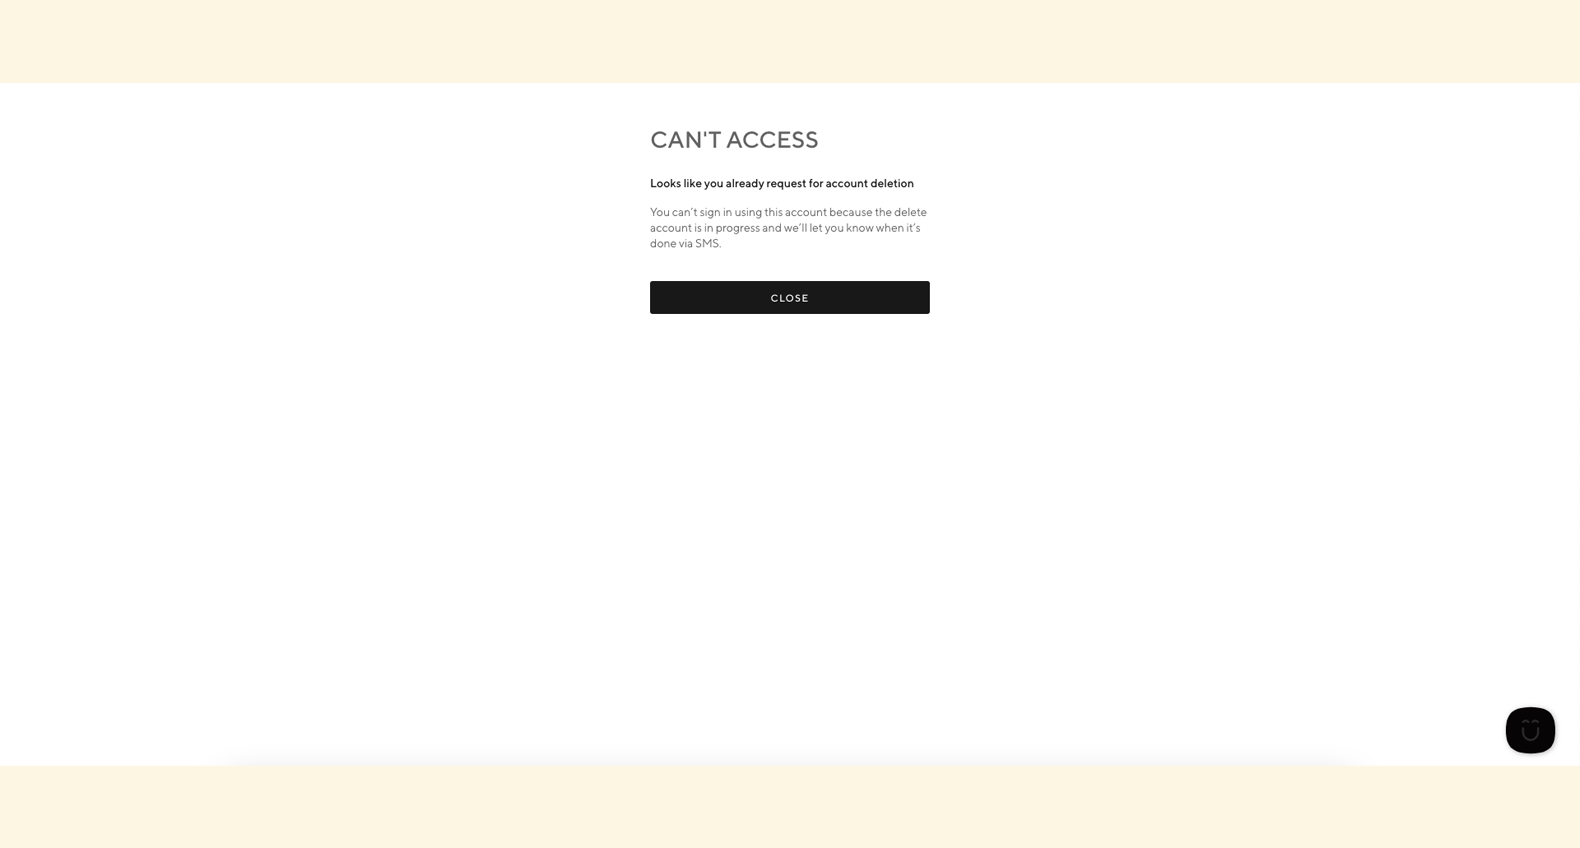 CAN'T ACCESS
Looks like you already request for account deletion
You can’t sign in using this account because the delete
account is in progress and we’ll let you know when it’s
done via SMS.
CLOSE